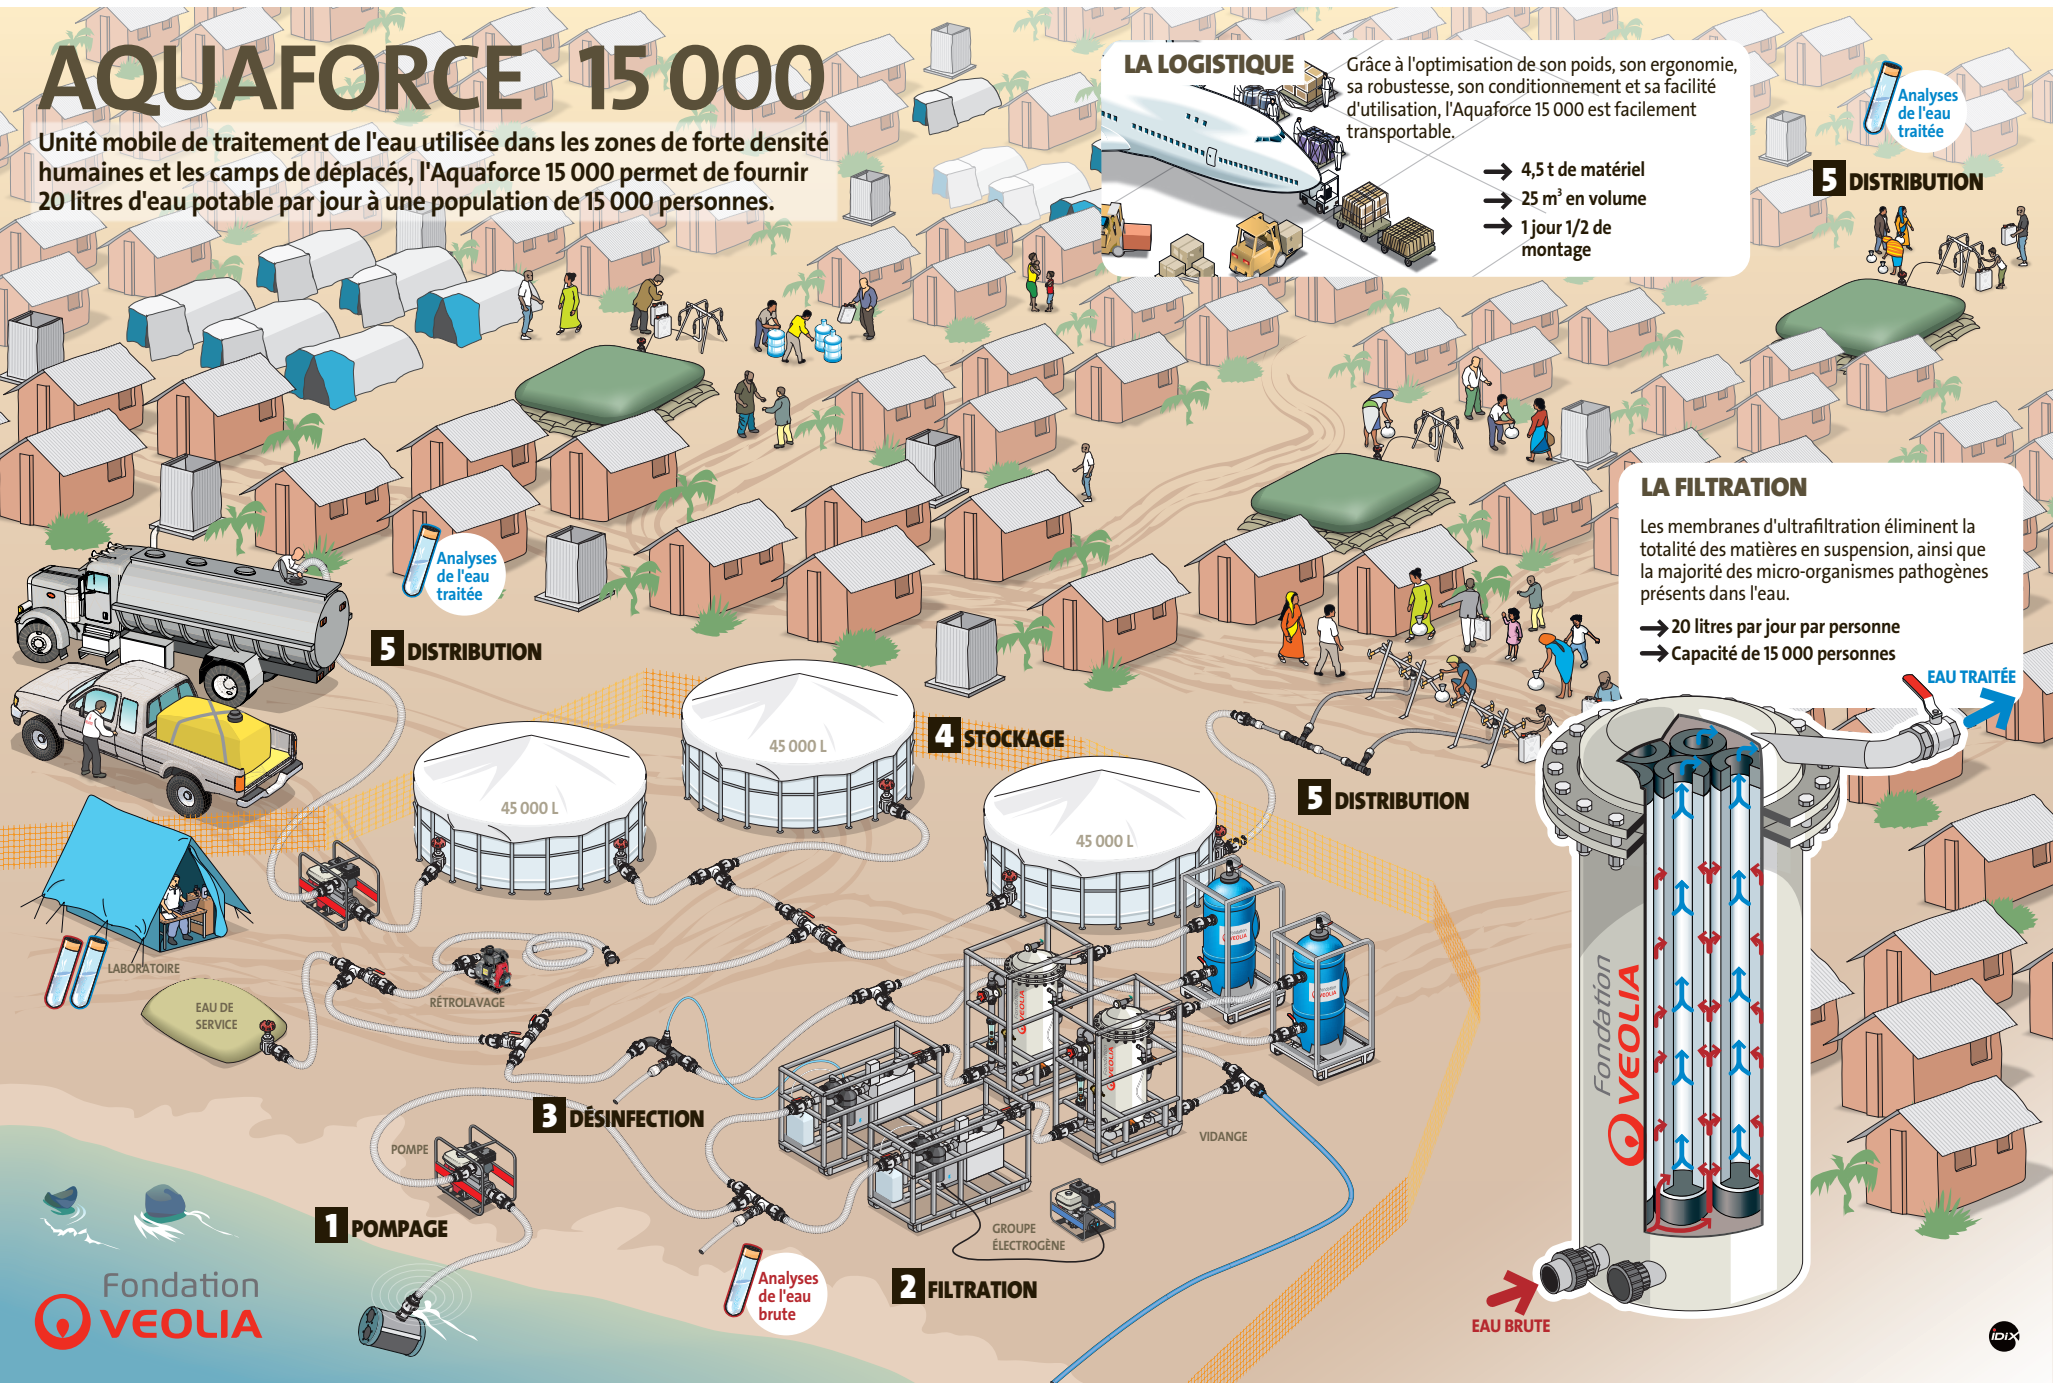 AQUAFORCE 15 000
Unité mobile de traitement de l'eau utilisée dans les zones de forte densité
humaines et les camps de déplacés, l'Aquaforce 15 000 permet de fournir
20 litres d'eau potable par jour à une population de 15 000 personnes.
LA LOGISTIQUE
Grâce à l'optimisation de son poids, son ergonomie,
sa robustesse, son conditionnement et sa facilité
d'utilisation, l'Aquaforce 15 000 est facilement
transportable.
→ 4,5 t de matériel
→ 25 m³ en volume
→ 1 jour 1/2 de
montage
Analyses
de l'eau
traitée
5 DISTRIBUTION
LA FILTRATION
Les membranes d'ultrafiltration éliminent la
totalité des matières en suspension, ainsi que
la majorité des micro-organismes pathogènes
présents dans l'eau.
→ 20 litres par jour par personne
→ Capacité de 15 000 personnes
EAU TRAITÉE
Analyses
de l'eau
traitée
5 DISTRIBUTION
45 000 L
4 STOCKAGE
45 000 L
45 000 L
5 DISTRIBUTION
LABORATOIRE
EAU DE
SERVICE
RÉTROLAVAGE
Fondation
VEOLIA
Fondation
VEOLIA
VEOLIA
VEOLIA
Fondation
VEOLIA
3 DÉSINFECTION
POMPE
VIDANGE
1 POMPAGE
GROUPE
ÉLECTROGÈNE
2 FILTRATION
Analyses
de l'eau
brute
EAU BRUTE
Fondation
VEOLIA
iDiX